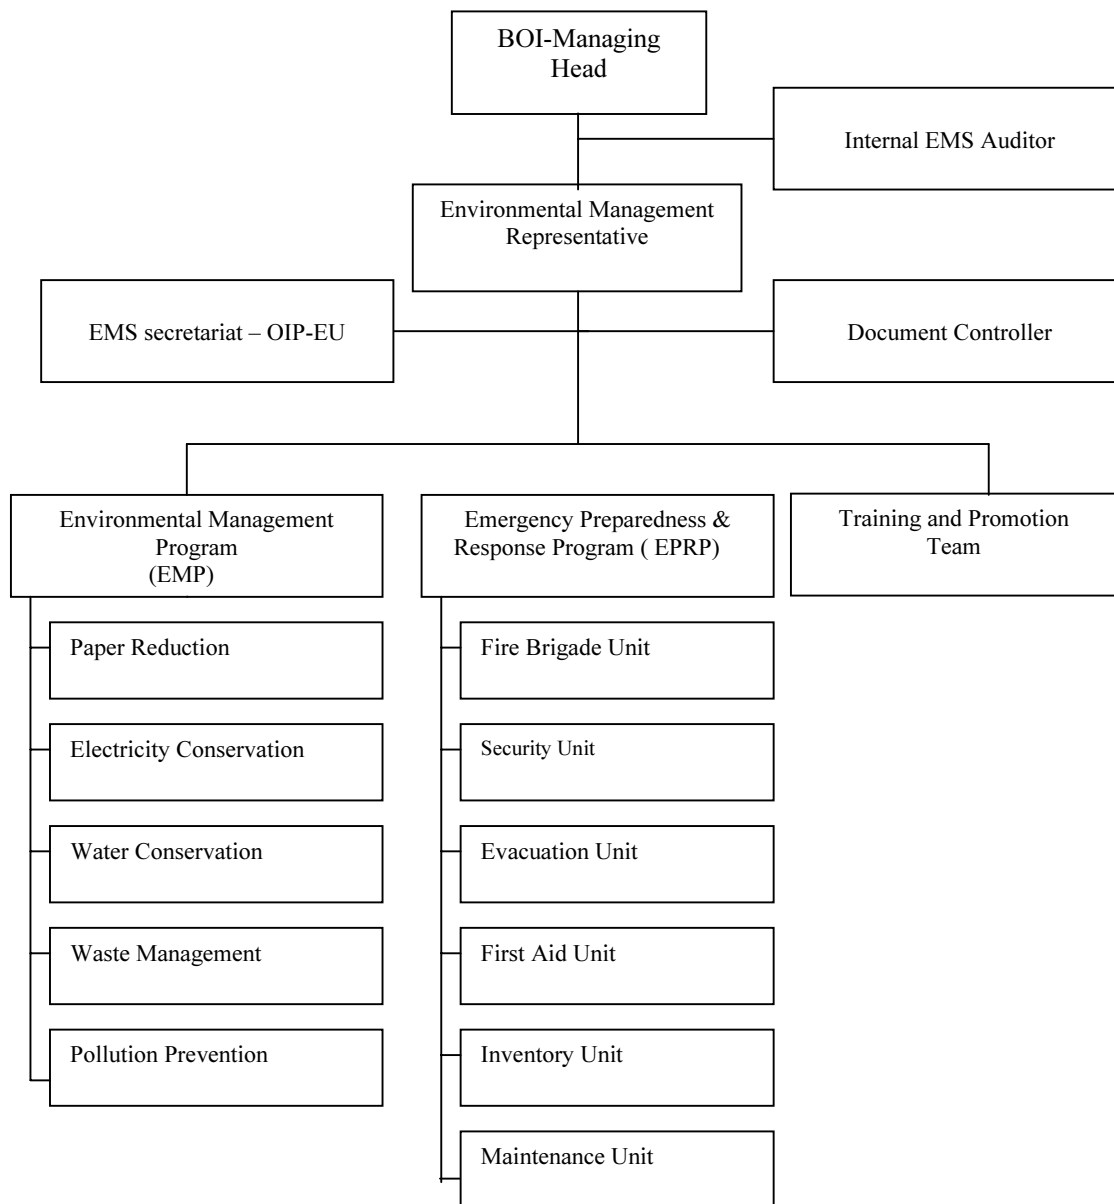 BOI-Managing
Head
Internal EMS Auditor
Environmental Management
Representative
EMS secretariat – OIP-EU
Document Controller
Environmental Management
Program
(EMP)
Emergency Preparedness &
Response Program ( EPRP)
Training and Promotion
Team
Paper Reduction
Electricity Conservation
Water Conservation
Waste Management
Pollution Prevention
Fire Brigade Unit
Security Unit
Evacuation Unit
First Aid Unit
Inventory Unit
Maintenance Unit